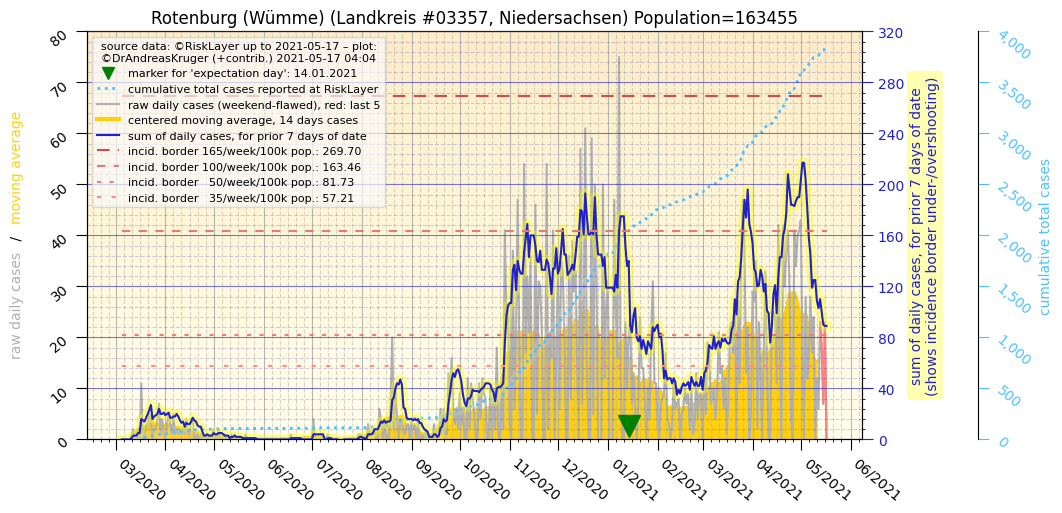 Rotenburg (Wümme) (Landkreis #03357, Niedersachsen) Population=163455
source data: ©RiskLayer up to 2021-05-17 – plot:
©DrAndreasKruger (+contrib.) 2021-05-17 04:04
marker for 'expectation day': 14.01.2021
cumulative total cases reported at RiskLayer
raw daily cases (weekend-flawed), red: last 5
centered moving average, 14 days cases
sum of daily cases, for prior 7 days of date
incid. border 165/week/100k pop.: 269.70
incid. border 100/week/100k pop.: 163.46
incid. border 50/week/100k pop.: 81.73
incid. border 35/week/100k pop.: 57.21
raw daily cases / moving average
80
70
60
50
40
30
20
10
0
03/2020
04/2020
05/2020
06/2020
07/2020
08/2020
09/2020
10/2020
11/2020
12/2020
01/2021
02/2021
03/2021
04/2021
05/2021
06/2021
320
280
240
200
160
120
80
40
0
sum of daily cases, for prior 7 days of date
(shows incidence border under-/overshooting)
4,000
3,500
3,000
2,500
2,000
1,500
1,000
500
0
cumulative total cases